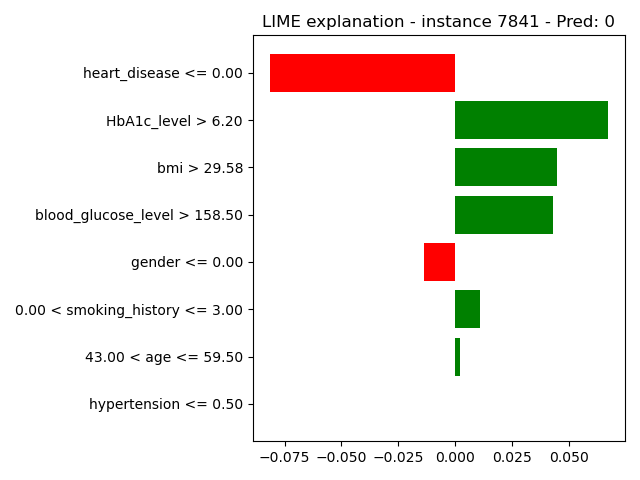 LIME explanation - instance 7841 - Pred: 0
heart_disease <= 0.00
HbA1c_level > 6.20
bmi > 29.58
blood_glucose_level > 158.50
gender <= 0.00
0.00 < smoking_history <= 3.00
43.00 < age <= 59.50
hypertension <= 0.50
−0.075 −0.050 −0.025 0.000 0.025 0.050